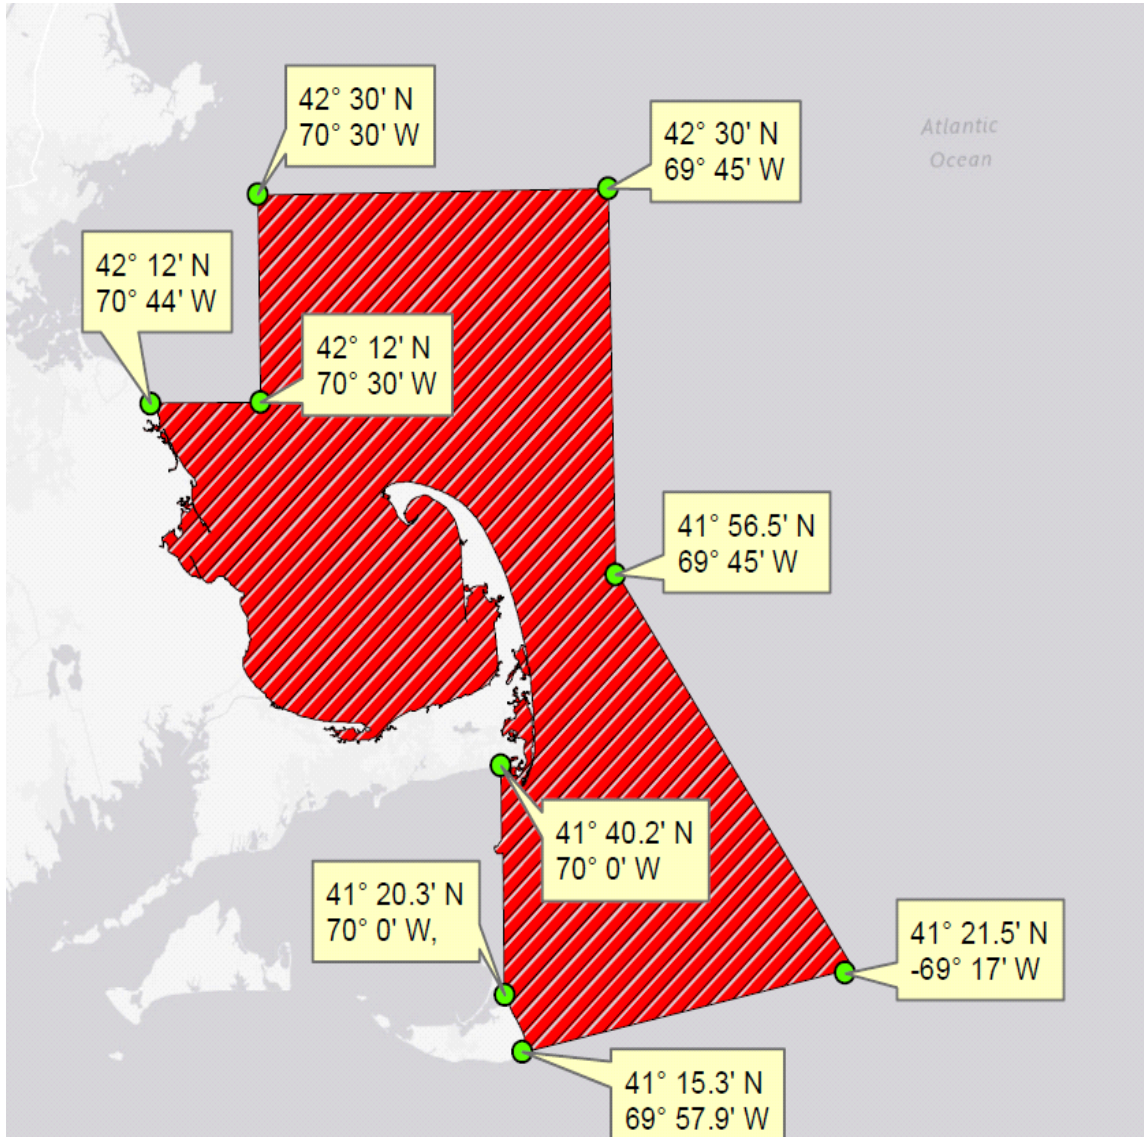 42° 30' N
70° 30' W
42° 30' N
69° 45' W
Atlantic
Ocean
42° 12' N
70° 44' W
42° 12' N
70° 30' W
41° 56.5' N
69° 45' W
41° 40.2' N
70° 0' W
41° 20.3' N
70° 0' W,
41° 21.5' N
-69° 17' W
41° 15.3' N
69° 57.9' W